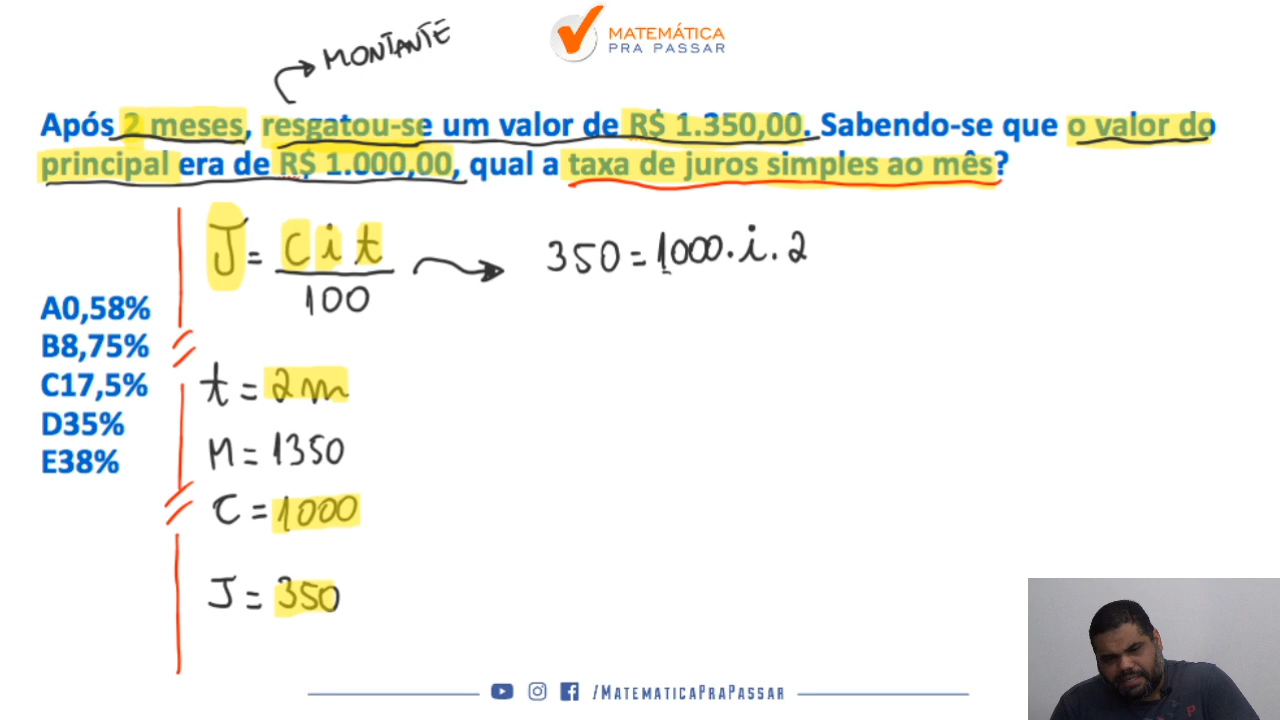 MATEMÁTICA
PRA PASSAR
MONTANTE
Após 2 meses, resgatou-se um valor de R$ 1.350,00. Sabendo-se que o valor do
principal era de R$ 1.000,00, qual a taxa de juros simples ao mês?
J = c i t
100
350 = 1000 . i . 2
A0,58%
B8,75%
C17,5%
D35%
E38%
t = 2m
M = 1350
C = 1000
J = 350
/MATEMATICAPRAPASSAR